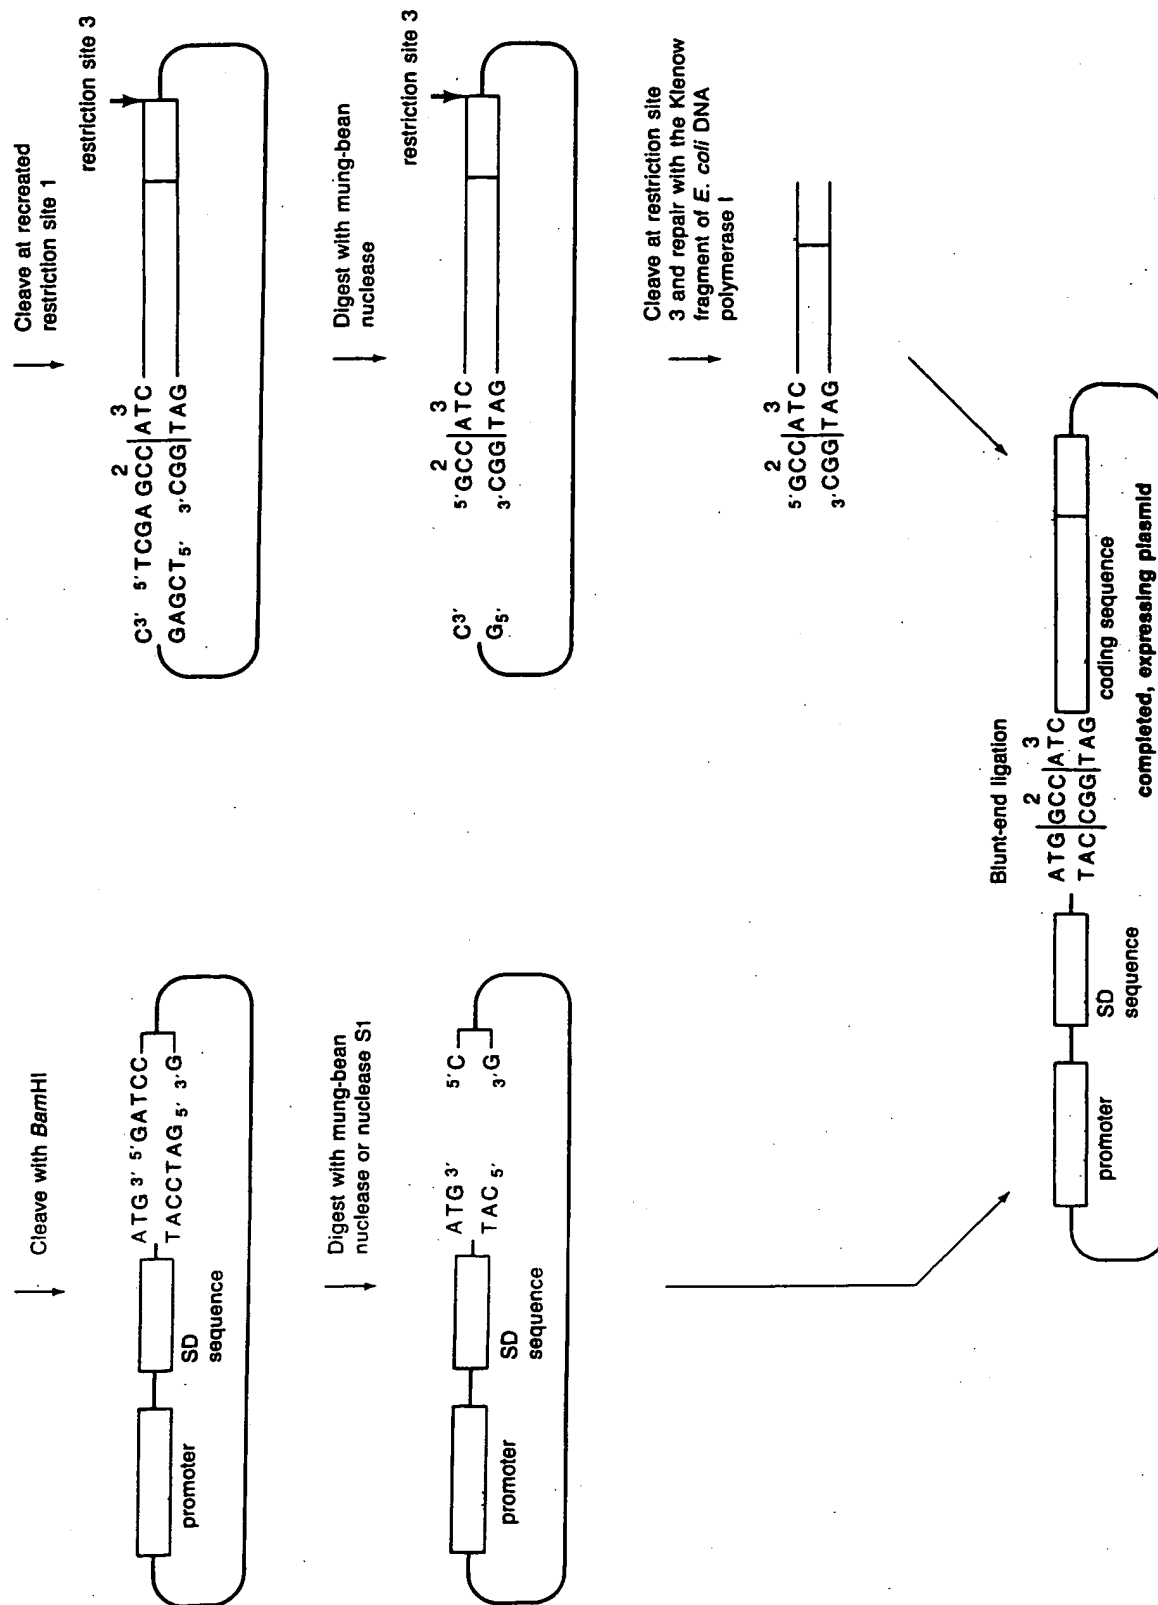 Cleave with BamHI
ATG 3' 5'GATCC
TACCTAG 5' 3'G
promoter
SD
sequence
Digest with mung-bean
nuclease or nuclease S1
ATG 3'
TAC 5'
5'C
3'G
promoter
SD
sequence
Cleave at recreated
restriction site 1
restriction site 3
2 3
C3' 5'TCGA GCC|ATC
GAGCT5' 3'CGG|TAG
Digest with mung-bean
nuclease
restriction site 3
2 3
C3' 5'GCC|ATC
G5' 3'CGG|TAG
Cleave at restriction site
3 and repair with the Klenow
fragment of E. coli DNA
polymerase I
2 3
5'GCC|ATC
3'CGG|TAG
Blunt-end ligation
2 3
ATG|GCC|ATC
TAC|CGG|TAG
promoter
SD
sequence
coding sequence
completed, expressing plasmid